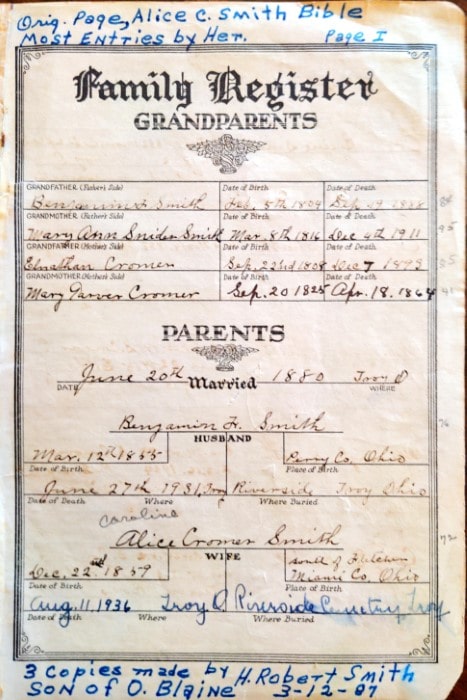 Orig. Page, Alice C. Smith Bible
Most Entries by Her. Page I
Family Register
GRANDPARENTS
GRANDFATHER (Father's Side) Date of Birth Date of Death
Smith Feb. 5th 1809 Sep 19
GRANDMOTHER (Father's Side) Date of Birth Date of Death
Mary Ann Snider Smith Mar. 8th 1816 Dec 4th 1911 95
GRANDFATHER (Mother's Side) Date of Birth Date of Death
Elnathan Cromer Sep. 22nd 1808 Dec 7 1893 85
GRANDMOTHER (Mother's Side) Date of Birth Date of Death
Mary Garver Cromer Sep. 20 1825 Apr. 18. 1864
PARENTS
June 20th Married 1880 Troy O
DATE WHERE
Benjamin H. Smith 76
HUSBAND
Mar. 12th 1855 Perry Co. Ohio
Date of Birth Place of Birth
June 27th 1931, Troy Riverside Troy Ohio
Date of Death Where Where Buried
Caroline
Alice Cromer Smith 72
WIFE
south of Fletcher
Dec. 22nd 1859 Miami Co. Ohio
Date of Birth Place of Birth
Aug. 11, 1936 Troy O Riverside Cemetry, Troy
Date of Death Where Where Buried
3 Copies made by H. Robert Smith
Son of O. Blaine 3-12-91